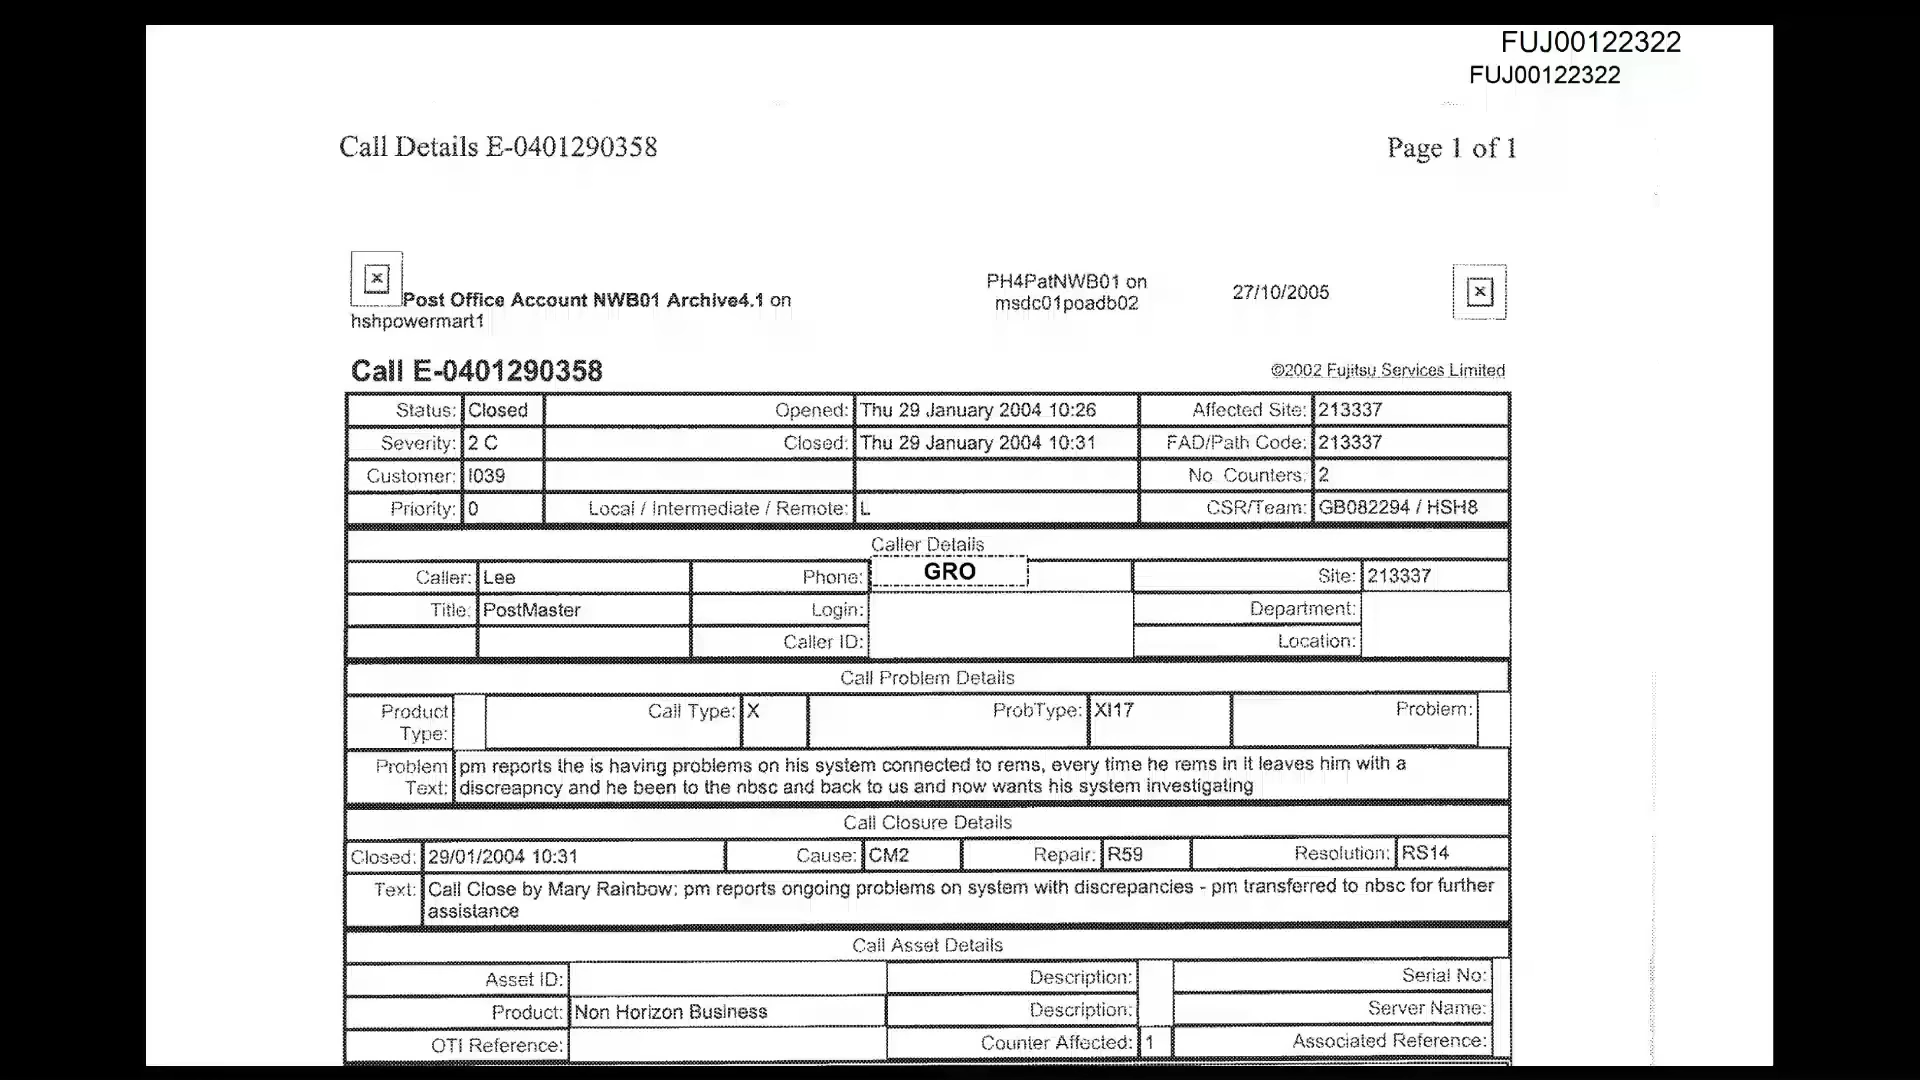 FUJ00122322
FUJ00122322
Call Details E-0401290358
Page 1 of 1
Post Office Account NWB01 Archive4.1 on
hshpowermart1
PH4PatNWB01 on
msdc01poadb02
27/10/2005
Call E-0401290358
©2002 Fujitsu Services Limited
Status: Closed Opened: Thu 29 January 2004 10:26 Affected Site: 213337
Severity: 2 C Closed: Thu 29 January 2004 10:31 FAD/Path Code: 213337
Customer: I039 No Counters: 2
Priority: 0 Local / Intermediate / Remote: L CSR/Team: GB082294 / HSH8
Caller Details
Caller: Lee Phone: GRO Site: 213337
Title: PostMaster Login: Department:
Caller ID: Location:
Call Problem Details
Product Call Type: X ProbType: XI17 Problem:
Type:
Problem pm reports the is having problems on his system connected to rems, every time he rems in it leaves him with a
Text: discreapncy and he been to the nbsc and back to us and now wants his system investigating
Call Closure Details
Closed: 29/01/2004 10:31 Cause: CM2 Repair: R59 Resolution: RS14
Text: Call Close by Mary Rainbow: pm reports ongoing problems on system with discrepancies - pm transferred to nbsc for further
assistance
Call Asset Details
Asset ID: Description: Serial No:
Product: Non Horizon Business Description: Server Name:
OTI Reference: Counter Affected: 1 Associated Reference: